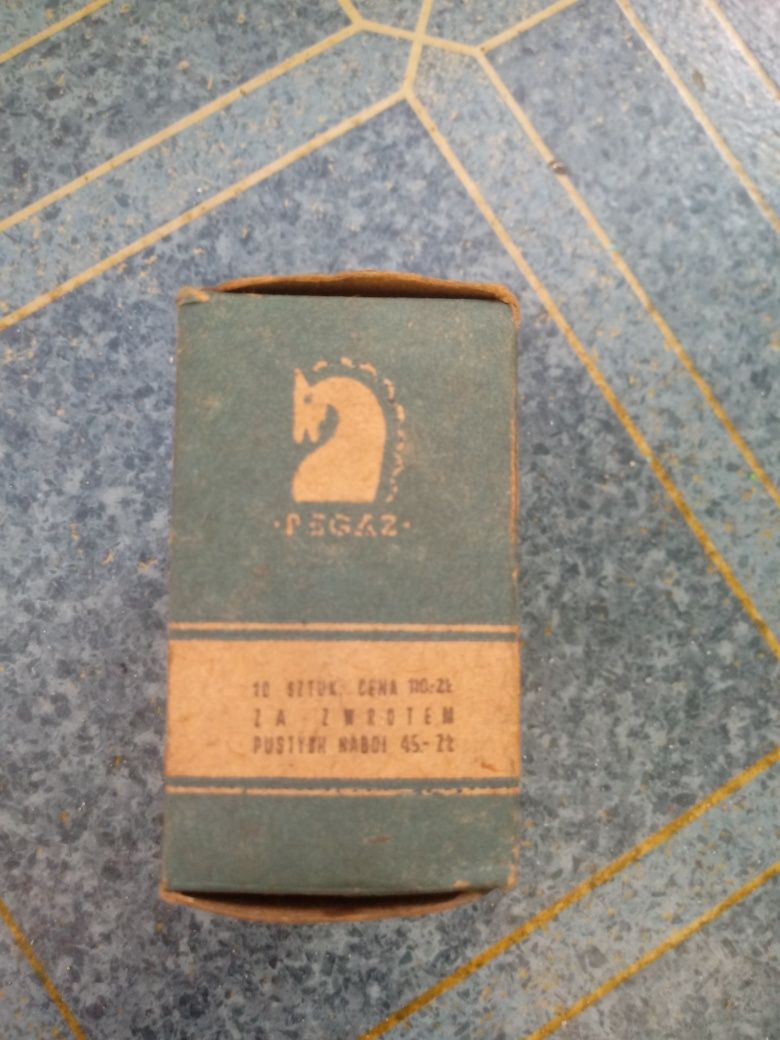 ·PEGAZ·
10 SZTUK. CENA 110.-ZŁ
ZA ZWROTEM
PUSTYCH NABOI 45.- ZŁ